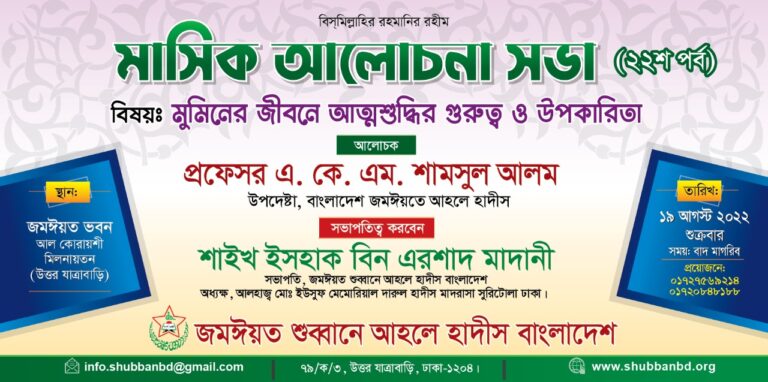 বিস্‌মিল্লাহির রহমানির রহীম
মাসিক আলোচনা সভা (২২শ পর্ব)
বিষয়ঃ মুমিনের জীবনে আত্মশুদ্ধির গুরুত্ব ও উপকারিতা
আলোচক
প্রফেসর এ. কে. এম. শামসুল আলম
উপদেষ্টা, বাংলাদেশ জমঈয়তে আহলে হাদীস
স্থান:
জমঈয়ত ভবন
আল কোরায়শী
মিলনায়তন
(উত্তর যাত্রাবাড়ি)
তারিখ:
১৯ আগস্ট ২০২২
শুক্রবার
সময়: বাদ মাগরিব
প্রয়োজনে:
০১৭২৭৫৬৯২১৪
০১৭২০৮৪৮১৮৮
সভাপতিত্ব করবেন
শাইখ ইসহাক বিন এরশাদ মাদানী
সভাপতি, জমঈয়ত শুব্বানে আহলে হাদীস বাংলাদেশ
অধ্যক্ষ, আলহাজ্ব মোঃ ইউসুফ মেমোরিয়াল দারুল হাদীস মাদরাসা সুরিটোলা ঢাকা।
জমঈয়ত শুব্বানে আহলে হাদীস বাংলাদেশ
info.shubbanbd@gmail.com
৭৯/ক/৩, উত্তর যাত্রাবাড়ি, ঢাকা-১২০৪।
www.shubbanbd.org